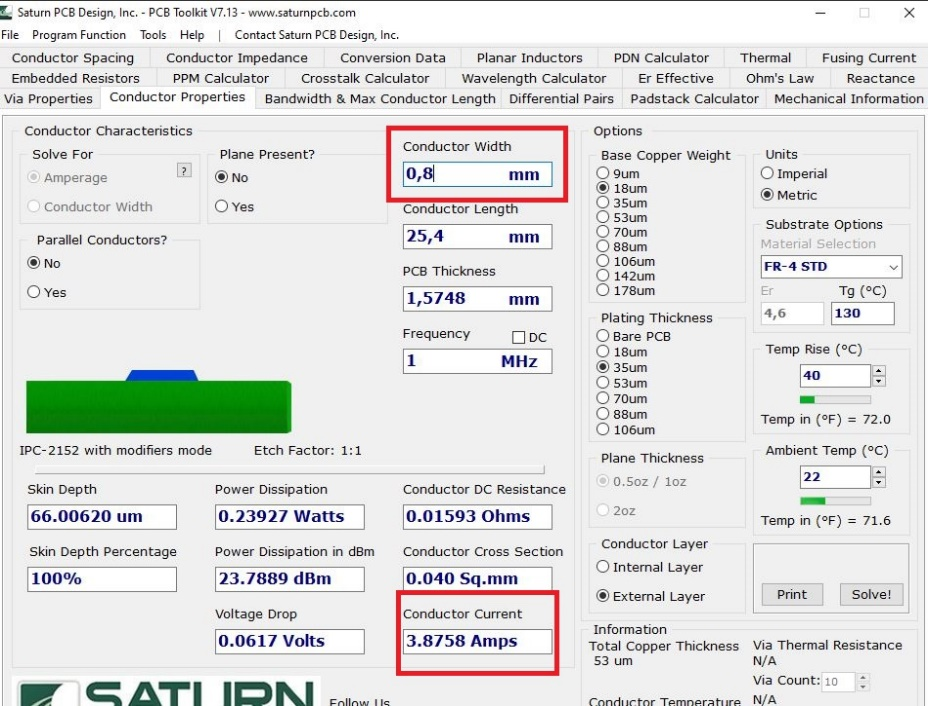 Saturn PCB Design, Inc. - PCB Toolkit V7.13 - www.saturnpcb.com
File Program Function Tools Help | Contact Saturn PCB Design, Inc.
Conductor Spacing Conductor Impedance Conversion Data Planar Inductors PDN Calculator Thermal Fusing Current
Embedded Resistors PPM Calculator Crosstalk Calculator Wavelength Calculator Er Effective Ohm's Law Reactance
Via Properties Conductor Properties Bandwidth & Max Conductor Length Differential Pairs Padstack Calculator Mechanical Information
Conductor Characteristics
Solve For
?
Amperage
Conductor Width
Plane Present?
No
Yes
Parallel Conductors?
No
Yes
Conductor Width
0,8 mm
Conductor Length
25,4 mm
PCB Thickness
1,5748 mm
Frequency DC
1 MHz
IPC-2152 with modifiers mode Etch Factor: 1:1
Skin Depth
66.00620 um
Skin Depth Percentage
100%
Power Dissipation
0.23927 Watts
Power Dissipation in dBm
23.7889 dBm
Voltage Drop
0.0617 Volts
Conductor DC Resistance
0.01593 Ohms
Conductor Cross Section
0.040 Sq.mm
Conductor Current
3.8758 Amps
SATURN
Follow Us
Options
Base Copper Weight
9um
18um
35um
53um
70um
88um
106um
142um
178um
Plating Thickness
Bare PCB
18um
35um
53um
70um
88um
106um
Plane Thickness
0.5oz / 1oz
2oz
Conductor Layer
Internal Layer
External Layer
Units
Imperial
Metric
Substrate Options
Material Selection
FR-4 STD
Er Tg (°C)
4,6 130
Temp Rise (°C)
40
Temp in (°F) = 72.0
Ambient Temp (°C)
22
Temp in (°F) = 71.6
Print Solve!
Information
Total Copper Thickness
53 um
Conductor Temperature
Via Thermal Resistance
N/A
Via Count: 10
N/A